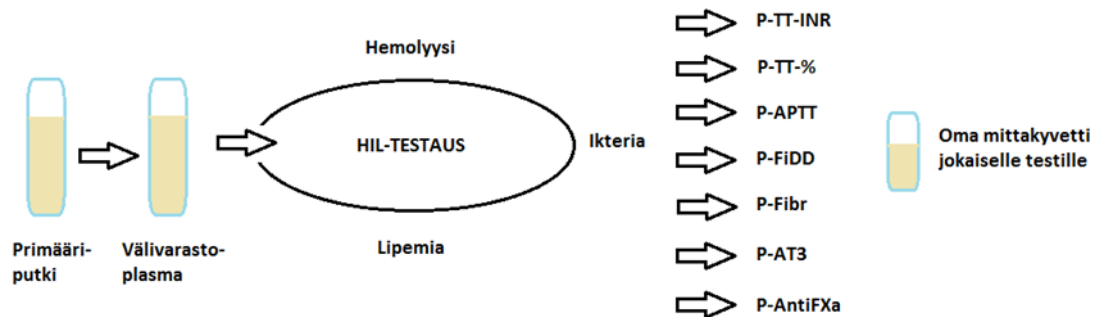 Primääri-
putki
Välivarasto-
plasma
Hemolyysi
HIL-TESTAUS
Ikteria
Lipemia
P-TT-INR
P-TT-%
P-APTT
P-FiDD
P-Fibr
P-AT3
P-AntiFXa
Oma mittakyvetti
jokaiselle testille